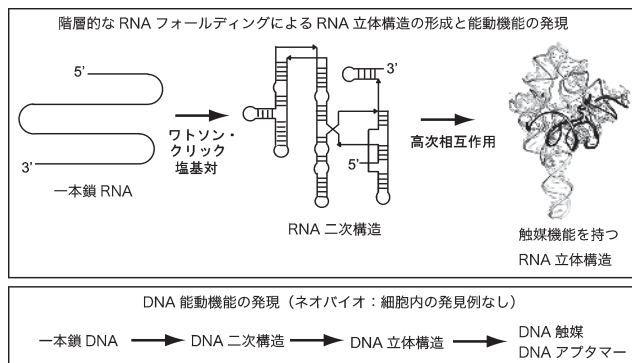 階層的な RNA フォールディングによる RNA 立体構造の形成と能動機能の発現
5'
3'
一本鎖 RNA
ワトソン・
クリック
塩基対
3'
5'
RNA 二次構造
高次相互作用
触媒機能を持つ
RNA 立体構造
DNA 能動機能の発現（ネオバイオ：細胞内の発見例なし）
一本鎖 DNA
DNA 二次構造
DNA 立体構造
DNA 触媒
DNA アプタマー